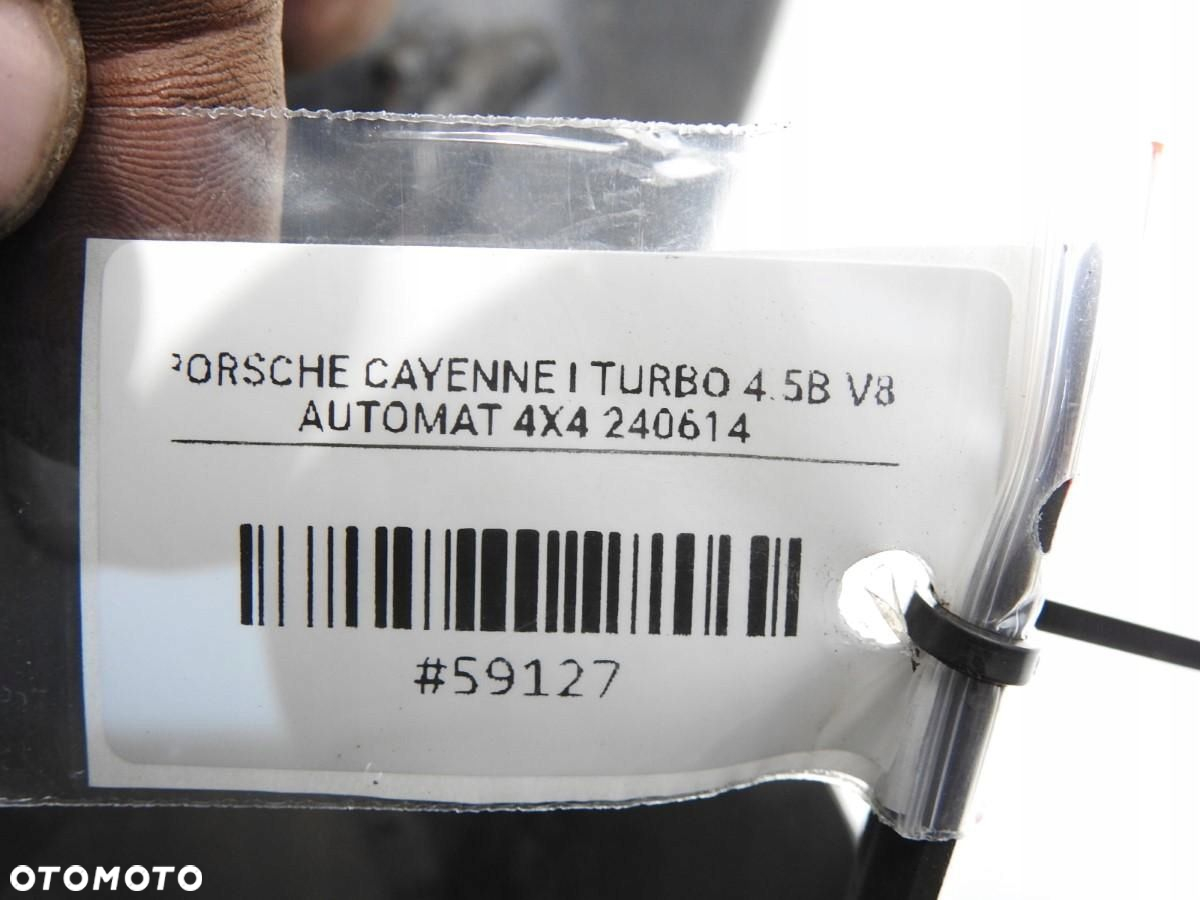 PORSCHE CAYENNE I TURBO 4.5B V8
AUTOMAT 4X4 240614
#59127
OTOMOTO